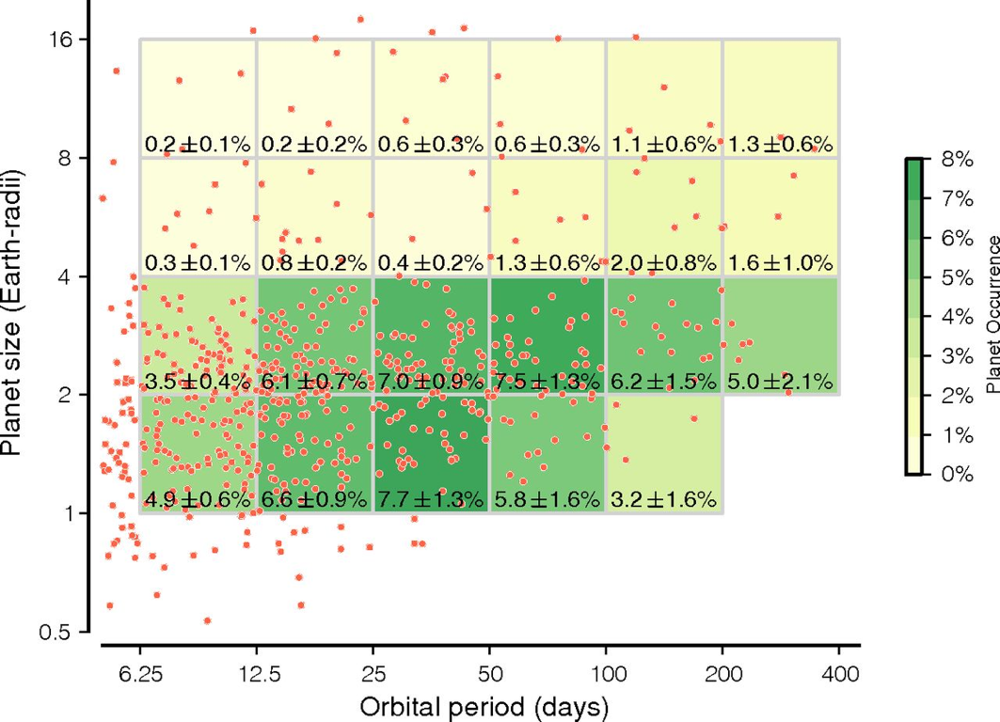 16
0.2±0.1% 0.2±0.2% 0.6±0.3% 0.6±0.3% 1.1±0.6% 1.3±0.6%
8
0.3±0.1% 0.8±0.2% 0.4±0.2% 1.3±0.6% 2.0±0.8% 1.6±1.0%
4
3.5±0.4% 6.1±0.7% 7.0±0.9% 7.5±1.3% 6.2±1.5% 5.0±2.1%
2
4.9±0.6% 6.6±0.9% 7.7±1.3% 5.8±1.6% 3.2±1.6%
1
0.5
Planet size (Earth-radii)
6.25 12.5 25 50 100 200 400
Orbital period (days)
8%
7%
6%
5%
4%
3%
2%
1%
0%
Planet Occurrence